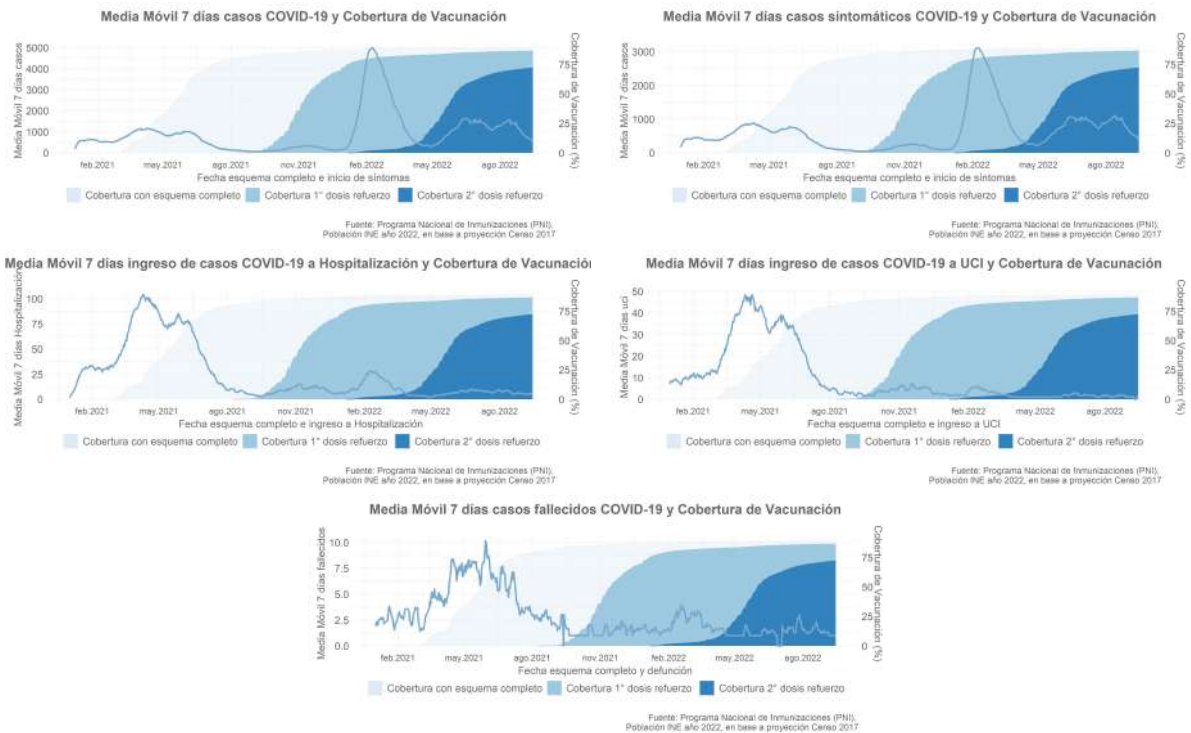 Media Móvil 7 días casos COVID-19 y Cobertura de Vacunación
Media Móvil 7 días casos
5000
4000
3000
2000
1000
0
Cobertura de Vacunación (%)
75
50
25
0
feb.2021 may.2021 ago.2021 nov.2021 feb.2022 may.2022 ago.2022
Fecha esquema completo e inicio de síntomas
Cobertura con esquema completo Cobertura 1° dosis refuerzo Cobertura 2° dosis refuerzo
Fuente: Programa Nacional de Inmunizaciones (PNI),
Población INE año 2022, en base a proyección Censo 2017
Media Móvil 7 días casos síntomáticos COVID-19 y Cobertura de Vacunación
Media Móvil 7 días casos
3000
2000
1000
0
Cobertura de Vacunación (%)
75
50
25
0
feb.2021 may.2021 ago.2021 nov.2021 feb.2022 may.2022 ago.2022
Fecha esquema completo e inicio de síntomas
Cobertura con esquema completo Cobertura 1° dosis refuerzo Cobertura 2° dosis refuerzo
Fuente: Programa Nacional de Inmunizaciones (PNI),
Población INE año 2022, en base a proyección Censo 2017
Media Móvil 7 días ingreso de casos COVID-19 a Hospitalización y Cobertura de Vacunación
Media Móvil 7 días Hospitalización
100
75
50
25
0
Cobertura de Vacunación (%)
75
50
25
0
feb.2021 may.2021 ago.2021 nov.2021 feb.2022 may.2022 ago.2022
Fecha esquema completo e ingreso a Hospitalización
Cobertura con esquema completo Cobertura 1° dosis refuerzo Cobertura 2° dosis refuerzo
Fuente: Programa Nacional de Inmunizaciones (PNI),
Población INE año 2022, en base a proyección Censo 2017
Media Móvil 7 días ingreso de casos COVID-19 a UCI y Cobertura de Vacunación
Media Móvil 7 días uci
50
40
30
20
10
0
Cobertura de Vacunación (%)
75
50
25
0
feb.2021 may.2021 ago.2021 nov.2021 feb.2022 may.2022 ago.2022
Fecha esquema completo e ingreso a UCI
Cobertura con esquema completo Cobertura 1° dosis refuerzo Cobertura 2° dosis refuerzo
Fuente: Programa Nacional de Inmunizaciones (PNI),
Población INE año 2022, en base a proyección Censo 2017
Media Móvil 7 días casos fallecidos COVID-19 y Cobertura de Vacunación
Media Móvil 7 días fallecidos
10.0
7.5
5.0
2.5
0.0
Cobertura de Vacunación (%)
75
50
25
0
feb.2021 may.2021 ago.2021 nov.2021 feb.2022 may.2022 ago.2022
Fecha esquema completo y defunción
Cobertura con esquema completo Cobertura 1° dosis refuerzo Cobertura 2° dosis refuerzo
Fuente: Programa Nacional de Inmunizaciones (PNI),
Población INE año 2022, en base a proyección Censo 2017